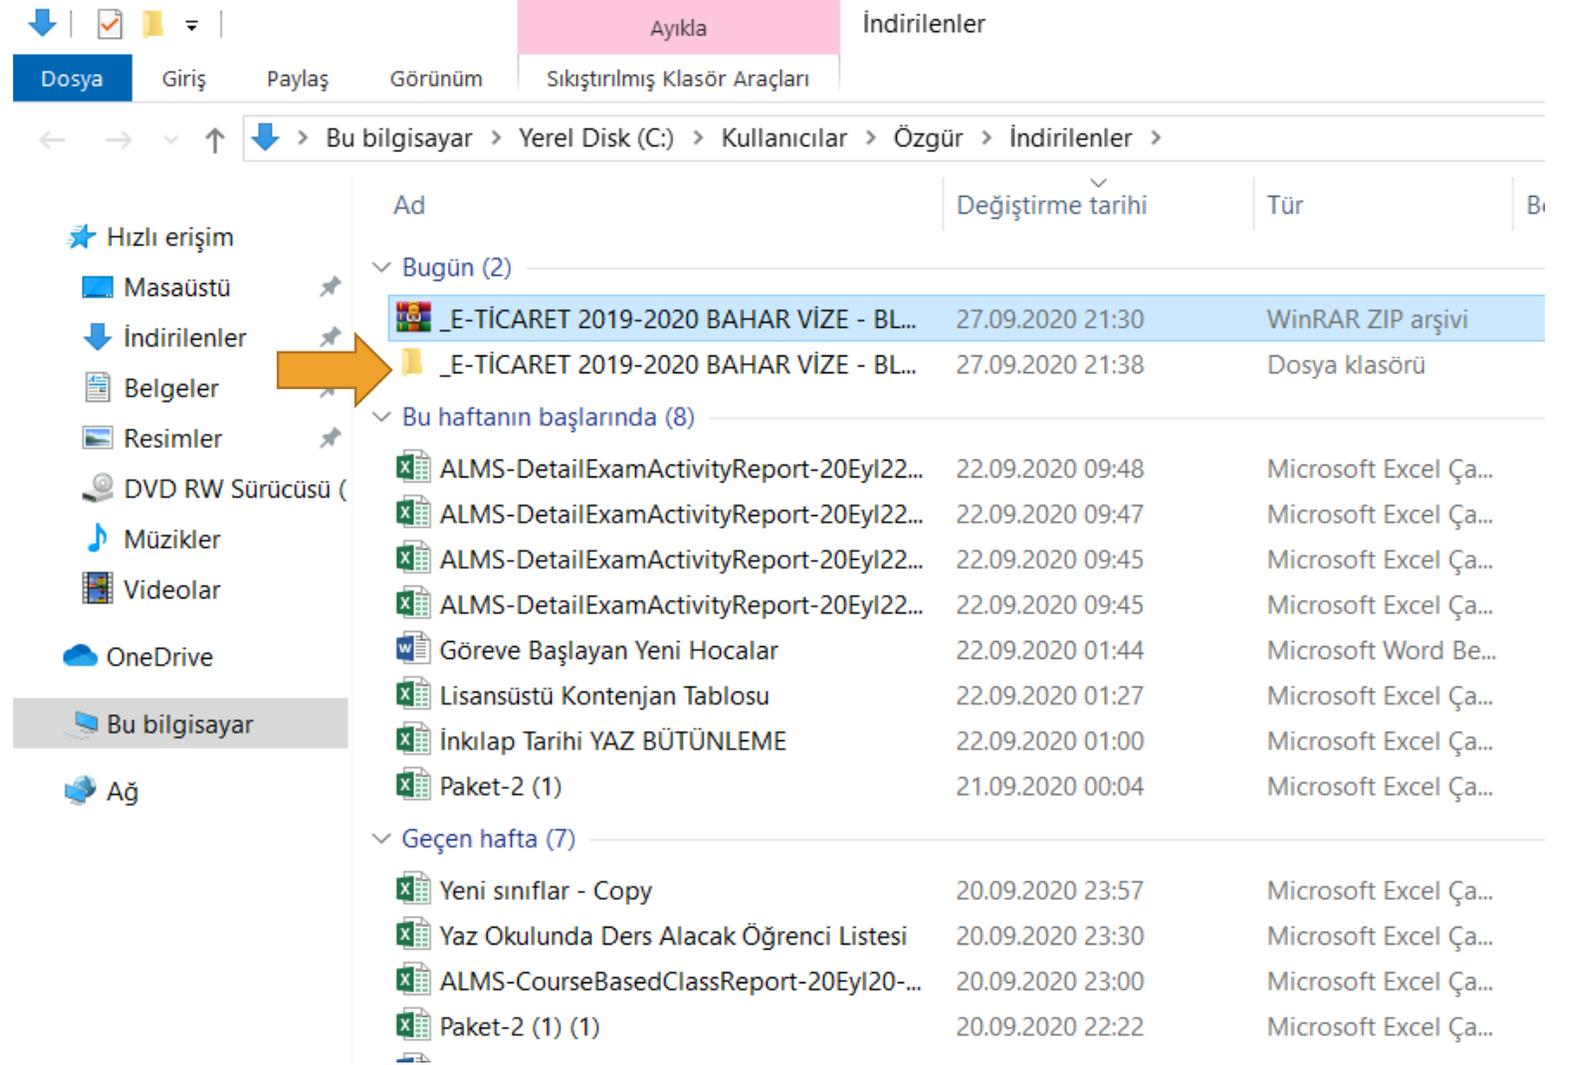 Ayıkla
İndirilenler
Dosya
Giriş
Paylaş
Görünüm
Sıkıştırılmış Klasör Araçları
Bu bilgisayar > Yerel Disk (C:) > Kullanıcılar > Özgür > İndirilenler >
Hızlı erişim
Masaüstü
İndirilenler
Belgeler
Resimler
DVD RW Sürücüsü (
Müzikler
Videolar
OneDrive
Bu bilgisayar
Ağ
Ad Değiştirme tarihi Tür
Bugün (2)
_E-TİCARET 2019-2020 BAHAR VİZE - BL... 27.09.2020 21:30 WinRAR ZIP arşivi
_E-TİCARET 2019-2020 BAHAR VİZE - BL... 27.09.2020 21:38 Dosya klasörü
Bu haftanın başlarında (8)
ALMS-DetailExamActivityReport-20Eyl22... 22.09.2020 09:48 Microsoft Excel Ça...
ALMS-DetailExamActivityReport-20Eyl22... 22.09.2020 09:47 Microsoft Excel Ça...
ALMS-DetailExamActivityReport-20Eyl22... 22.09.2020 09:45 Microsoft Excel Ça...
ALMS-DetailExamActivityReport-20Eyl22... 22.09.2020 09:45 Microsoft Excel Ça...
Göreve Başlayan Yeni Hocalar 22.09.2020 01:44 Microsoft Word Be...
Lisansüstü Kontenjan Tablosu 22.09.2020 01:27 Microsoft Excel Ça...
İnkılap Tarihi YAZ BÜTÜNLEME 22.09.2020 01:00 Microsoft Excel Ça...
Paket-2 (1) 21.09.2020 00:04 Microsoft Excel Ça...
Geçen hafta (7)
Yeni sınıflar - Copy 20.09.2020 23:57 Microsoft Excel Ça...
Yaz Okulunda Ders Alacak Öğrenci Listesi 20.09.2020 23:30 Microsoft Excel Ça...
ALMS-CourseBasedClassReport-20Eyl20-... 20.09.2020 23:00 Microsoft Excel Ça...
Paket-2 (1) (1) 20.09.2020 22:22 Microsoft Excel Ça...